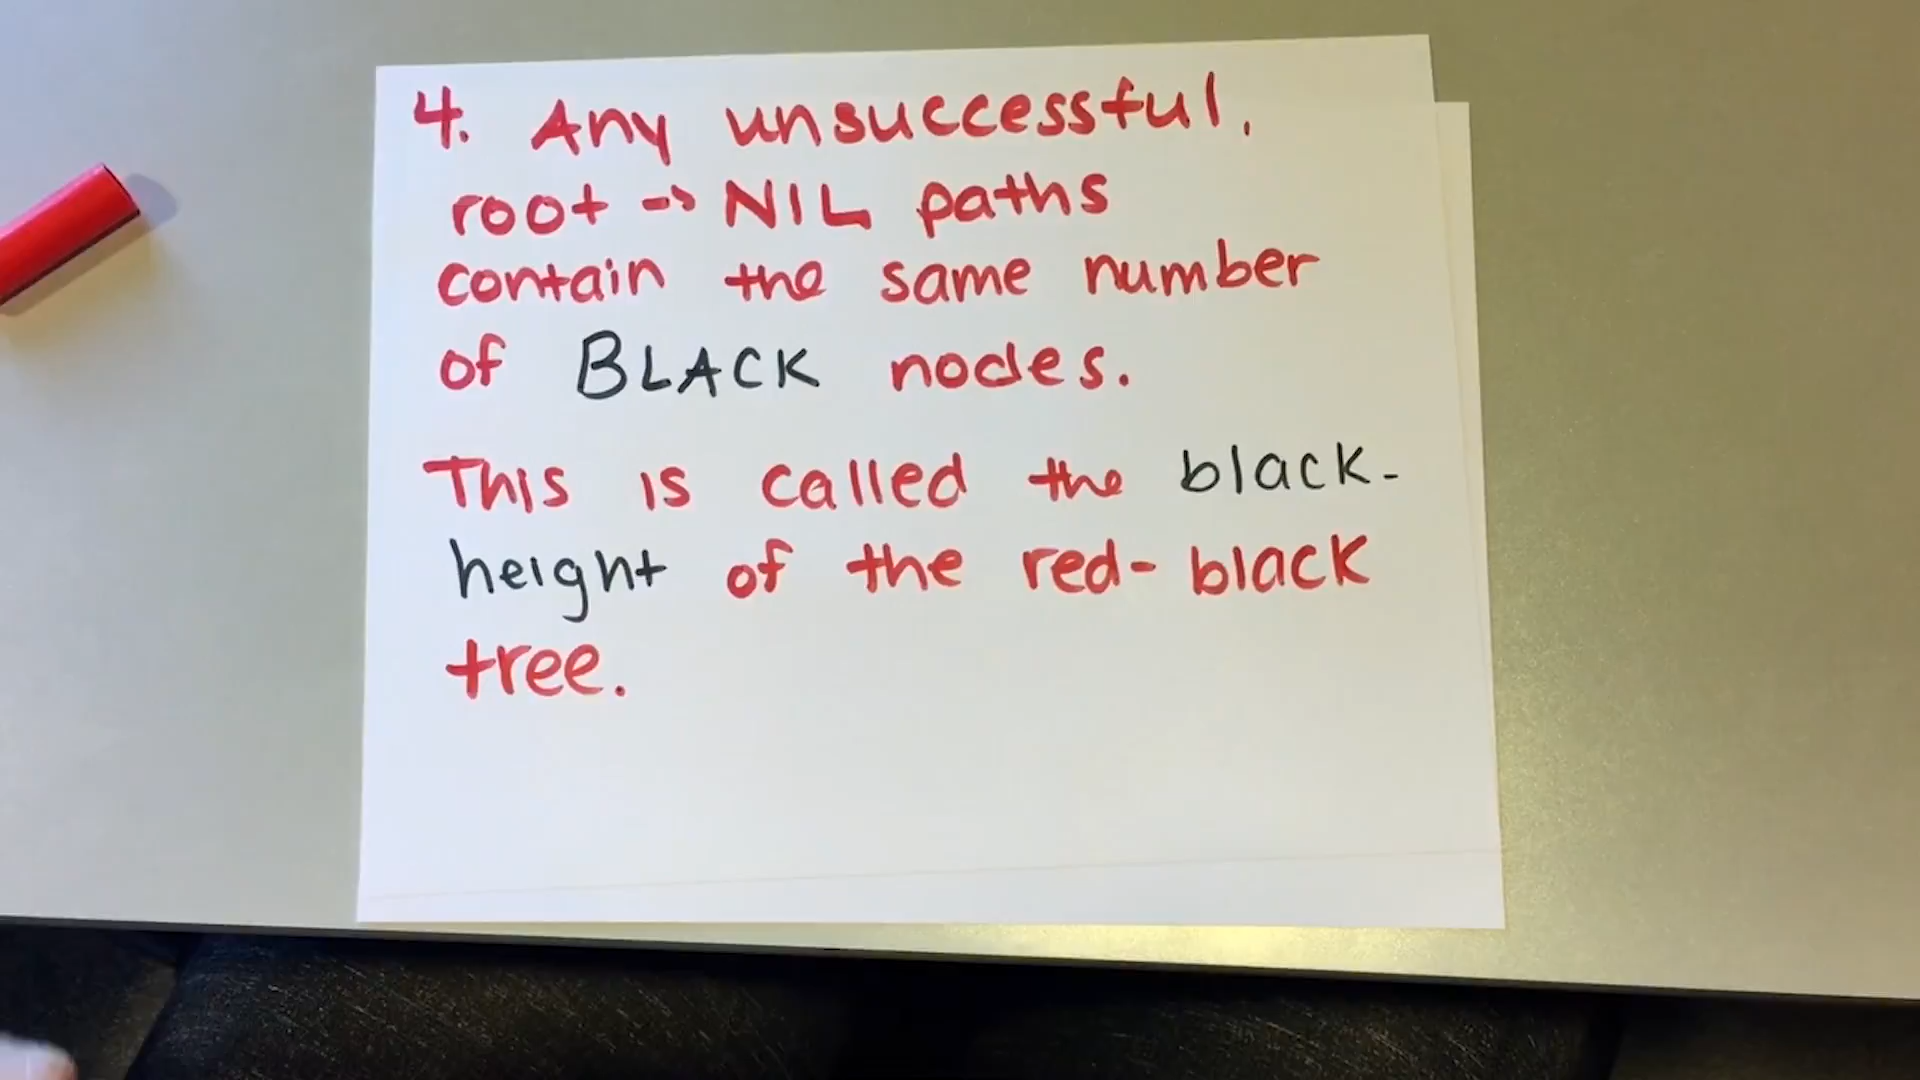 4. Any unsuccessful,
root → NIL paths
contain the same number
of BLACK nodes.
This is called the black-
height of the red-black
tree.